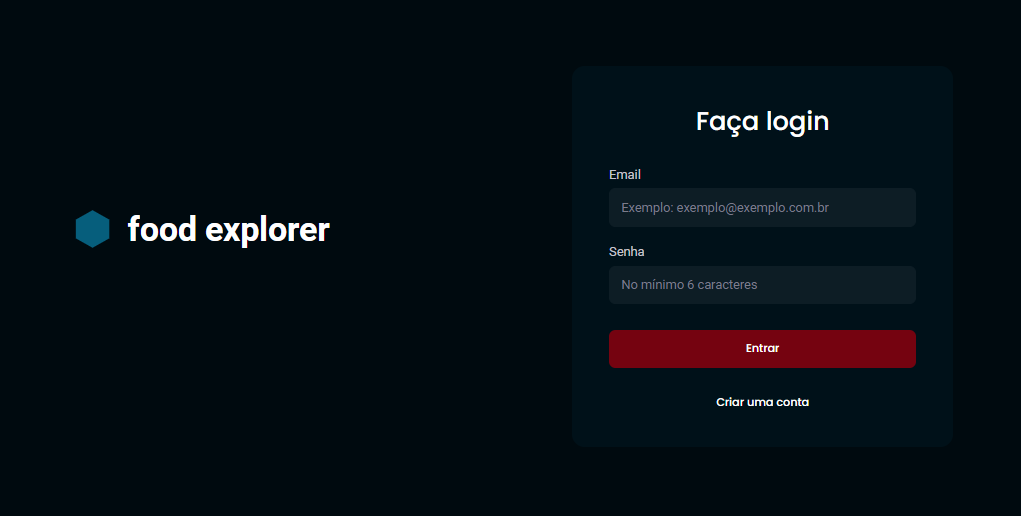 food explorer
Faça login
Email
Exemplo: exemplo@exemplo.com.br
Senha
No mínimo 6 caracteres
Entrar
Criar uma conta